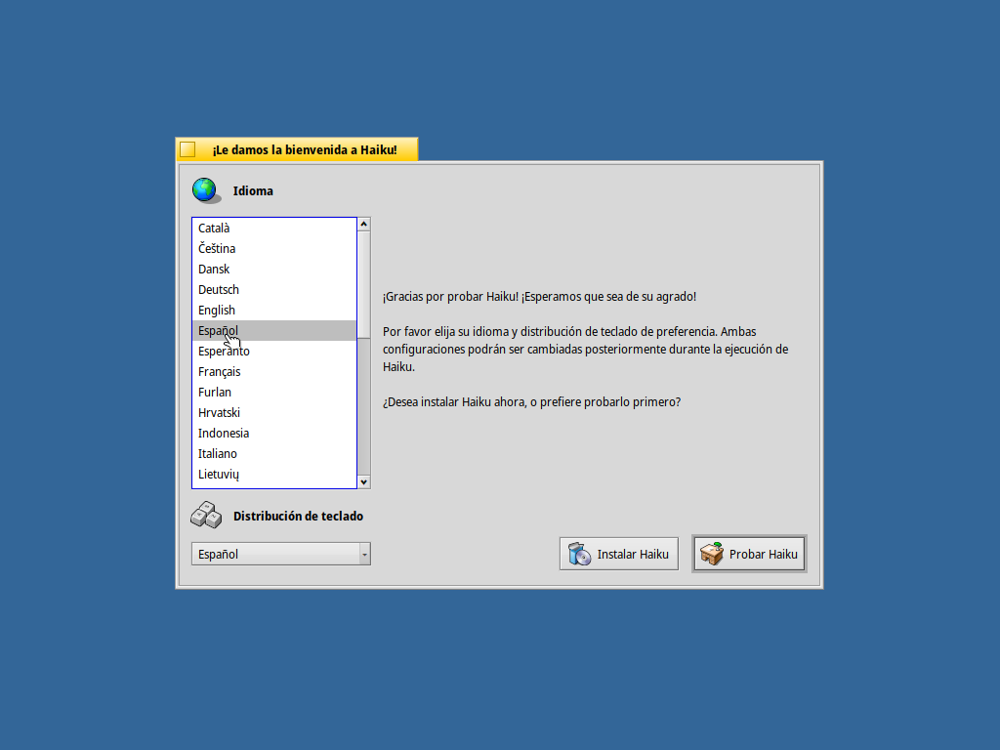 ¡Le damos la bienvenida a Haiku!
Idioma
Català
Čeština
Dansk
Deutsch
English
Español
Esperanto
Français
Furlan
Hrvatski
Indonesia
Italiano
Lietuvių
¡Gracias por probar Haiku! ¡Esperamos que sea de su agrado!
Por favor elija su idioma y distribución de teclado de preferencia. Ambas
configuraciones podrán ser cambiadas posteriormente durante la ejecución de
Haiku.
¿Desea instalar Haiku ahora, o prefiere probarlo primero?
Distribución de teclado
Español
Instalar Haiku
Probar Haiku